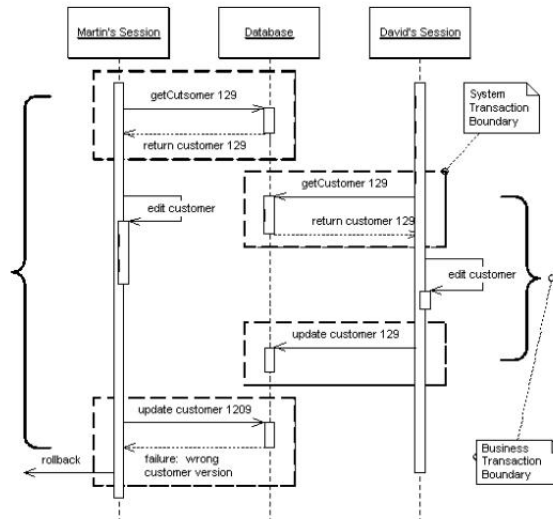 Martin's Session
Database
David's Session
getCutsomer 129
return customer 129
System
Transaction
Boundary
getCustomer 129
return customer 129
edit customer
edit customer
update customer 129
update customer 1209
rollback
failure: wrong
customer version
Business
Transaction
Boundary